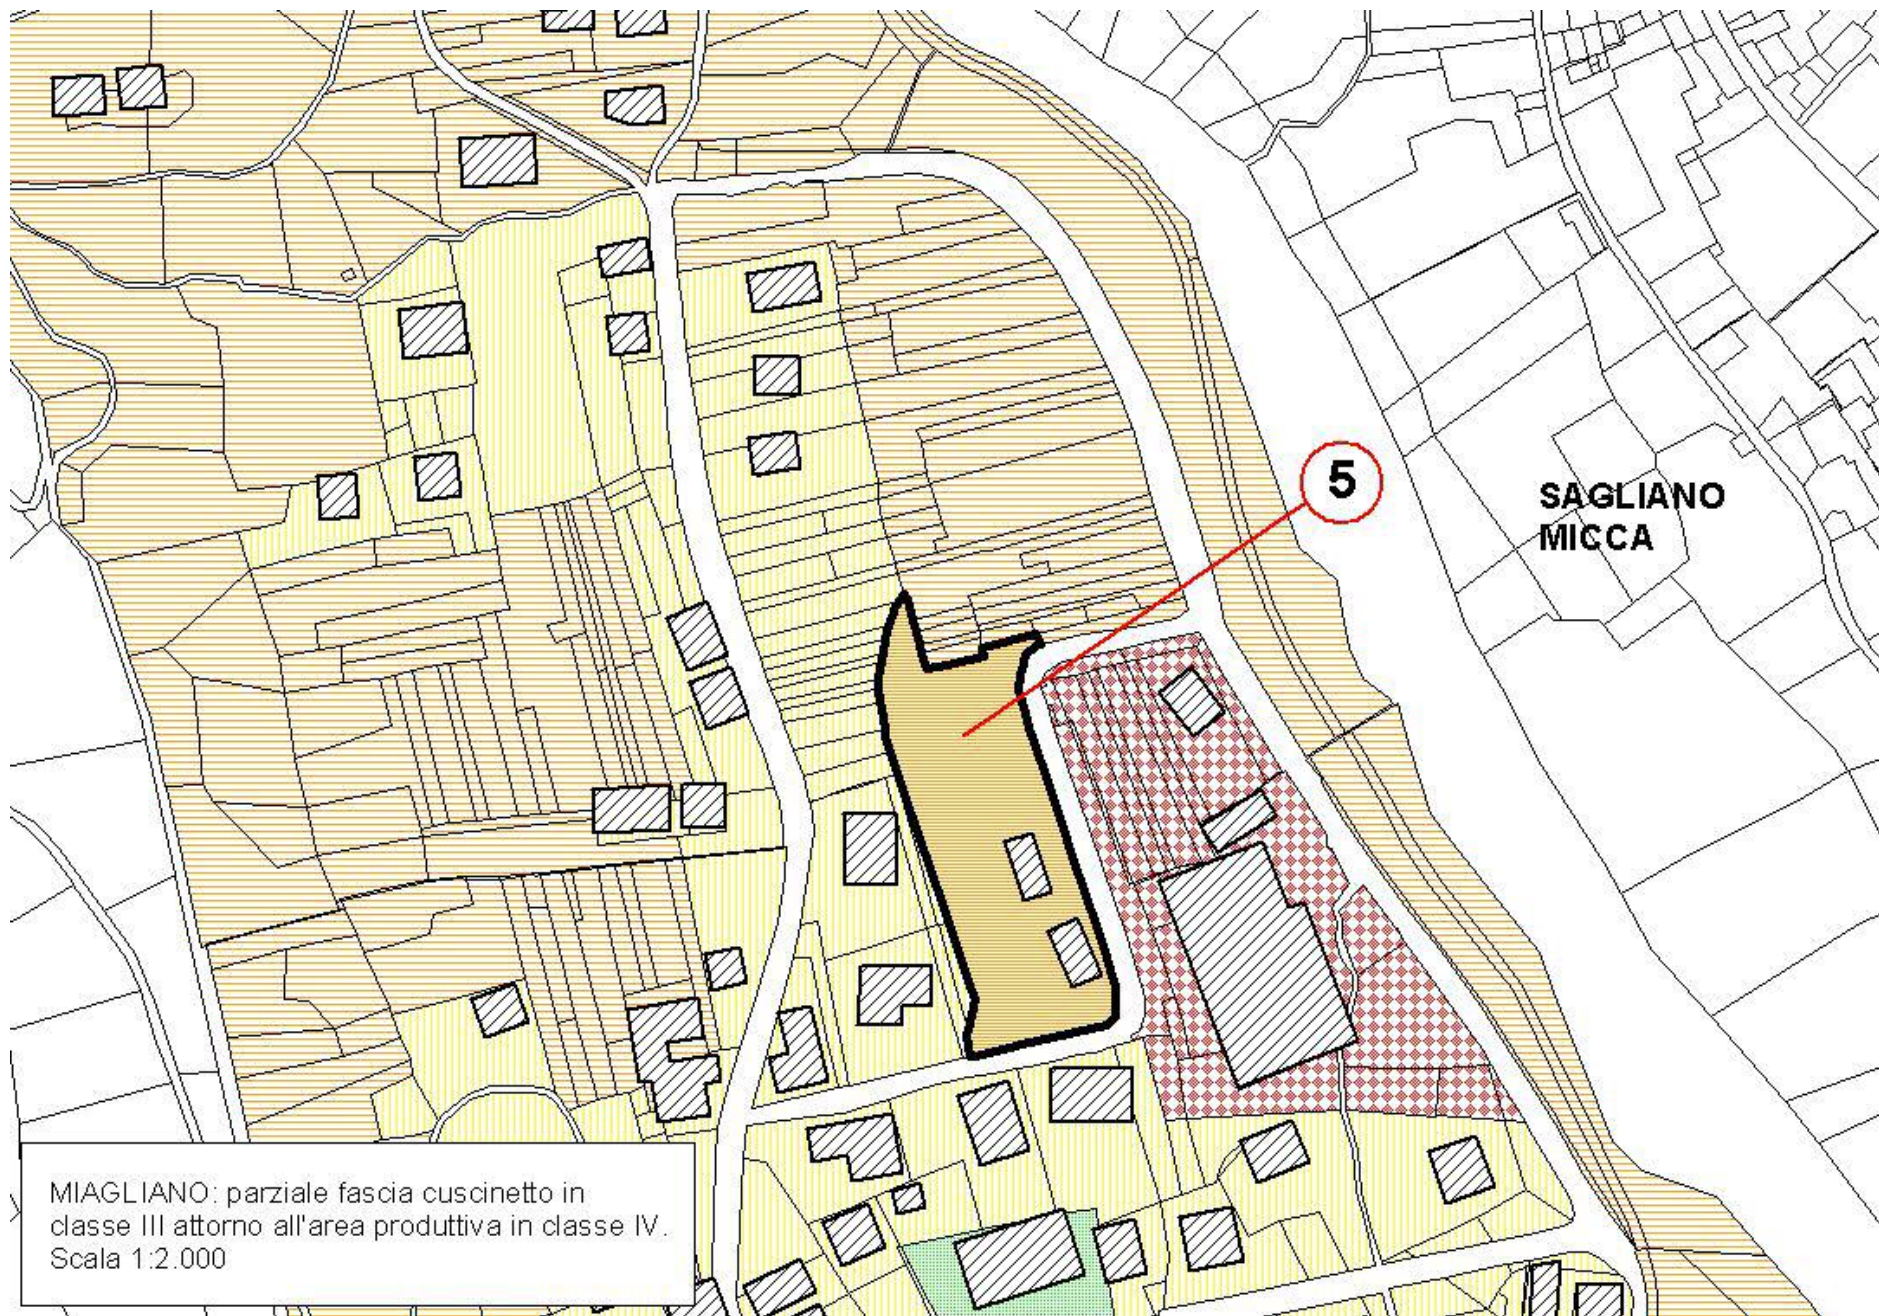 5
SAGLIANO
MICCA
MIAGLIANO: parziale fascia cuscinetto in
classe III attorno all'area produttiva in classe IV.
Scala 1:2.000